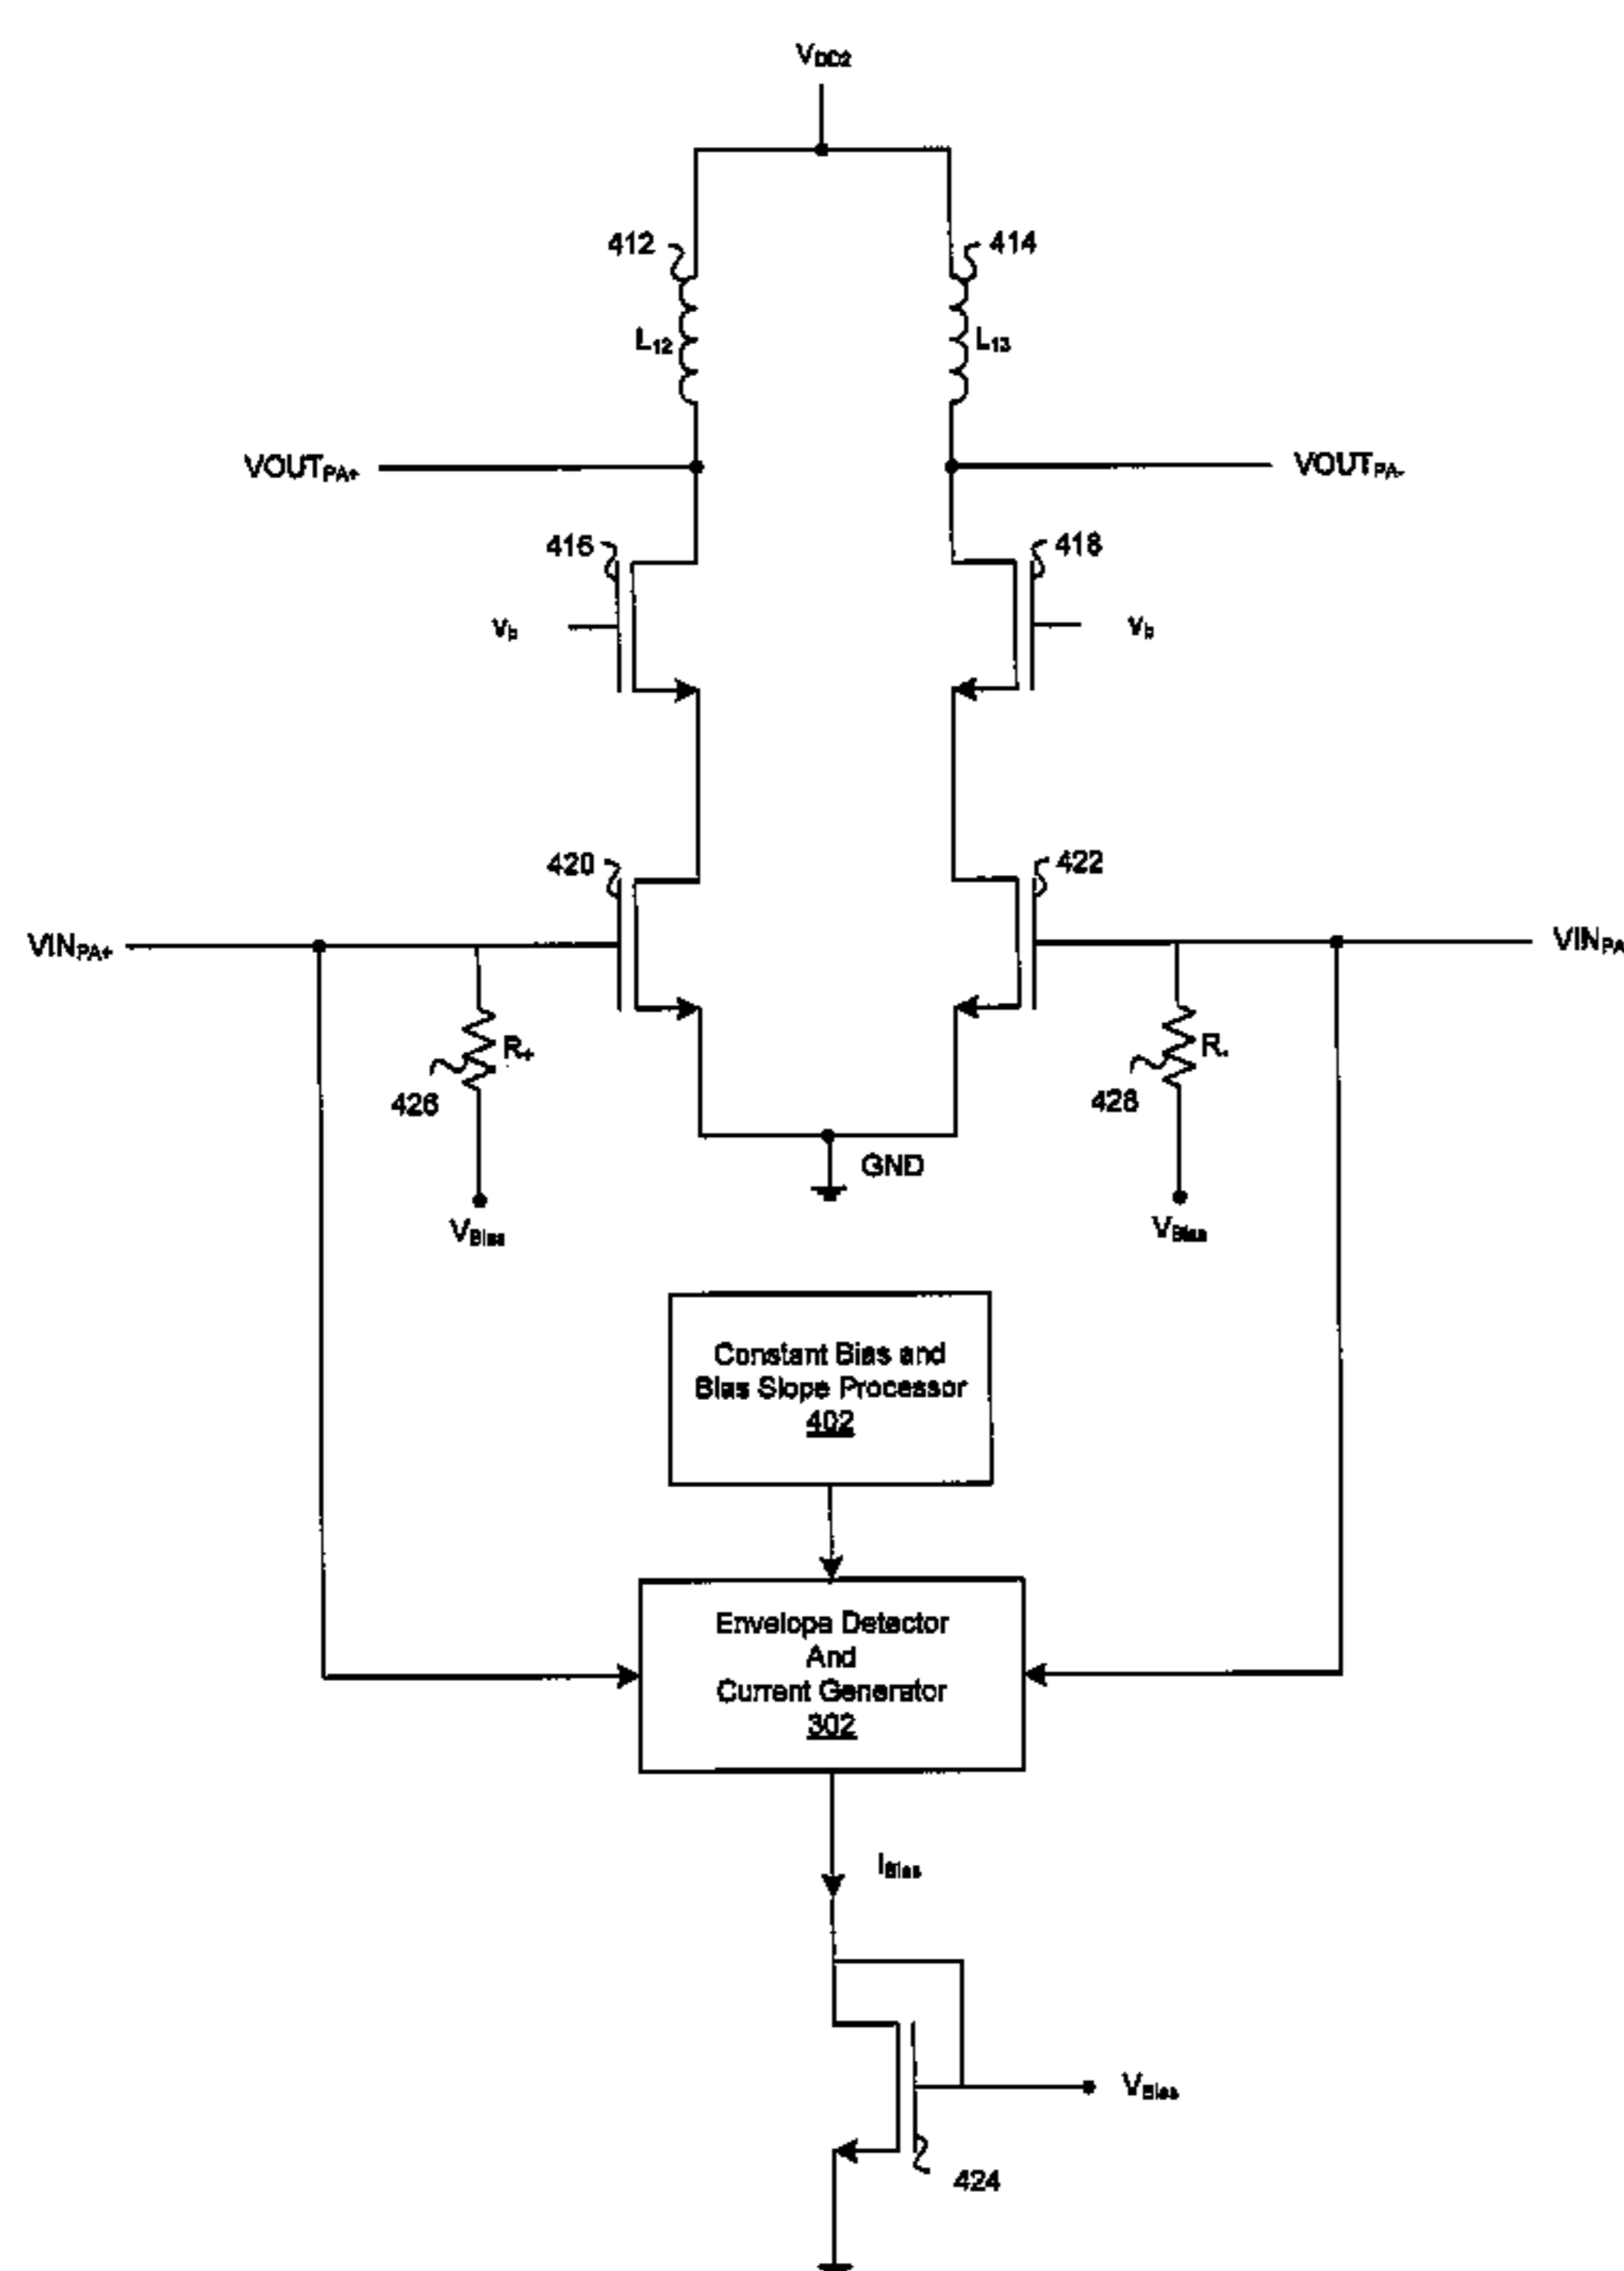 VDD2
412
414
L12
L13
VOUTPA+
VOUTPA-
416
418
Vb
Vb
420
422
VINPA+
VINPA
R+
R-
426
428
GND
VBias
VBias
Constant Bias and
Bias Slope Processor
402
Envelope Detector
And
Current Generator
302
IBias
VBias
424